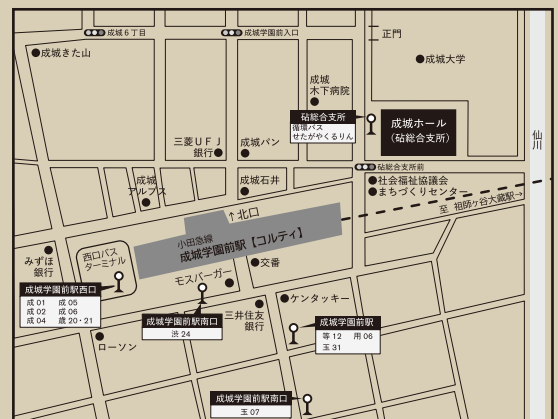 成城6丁目
成城学園前入口
正門
成城きた山
成城大学
成城
木下病院
砧総合支所
循環バス
せたがやくるりん
成城ホール
（砧総合支所）
仙川
三菱UFJ
銀行
成城パン
砧総合支所前
成城
アルプス
成城石井
社会福祉協議会
まちづくりセンター
至 祖師ヶ谷大蔵駅→
↑北口
小田急線
成城学園前駅【コルティ】
西口バス
ターミナル
みずほ
銀行
交番
モスバーガー
成城学園前駅西口
成01 成05
成02 成06
成04 歳20・21
ケンタッキー
成城学園前駅南口
渋24
三井住友
銀行
成城学園前駅
等12 用06
玉31
ローソン
成城学園前駅南口
玉07